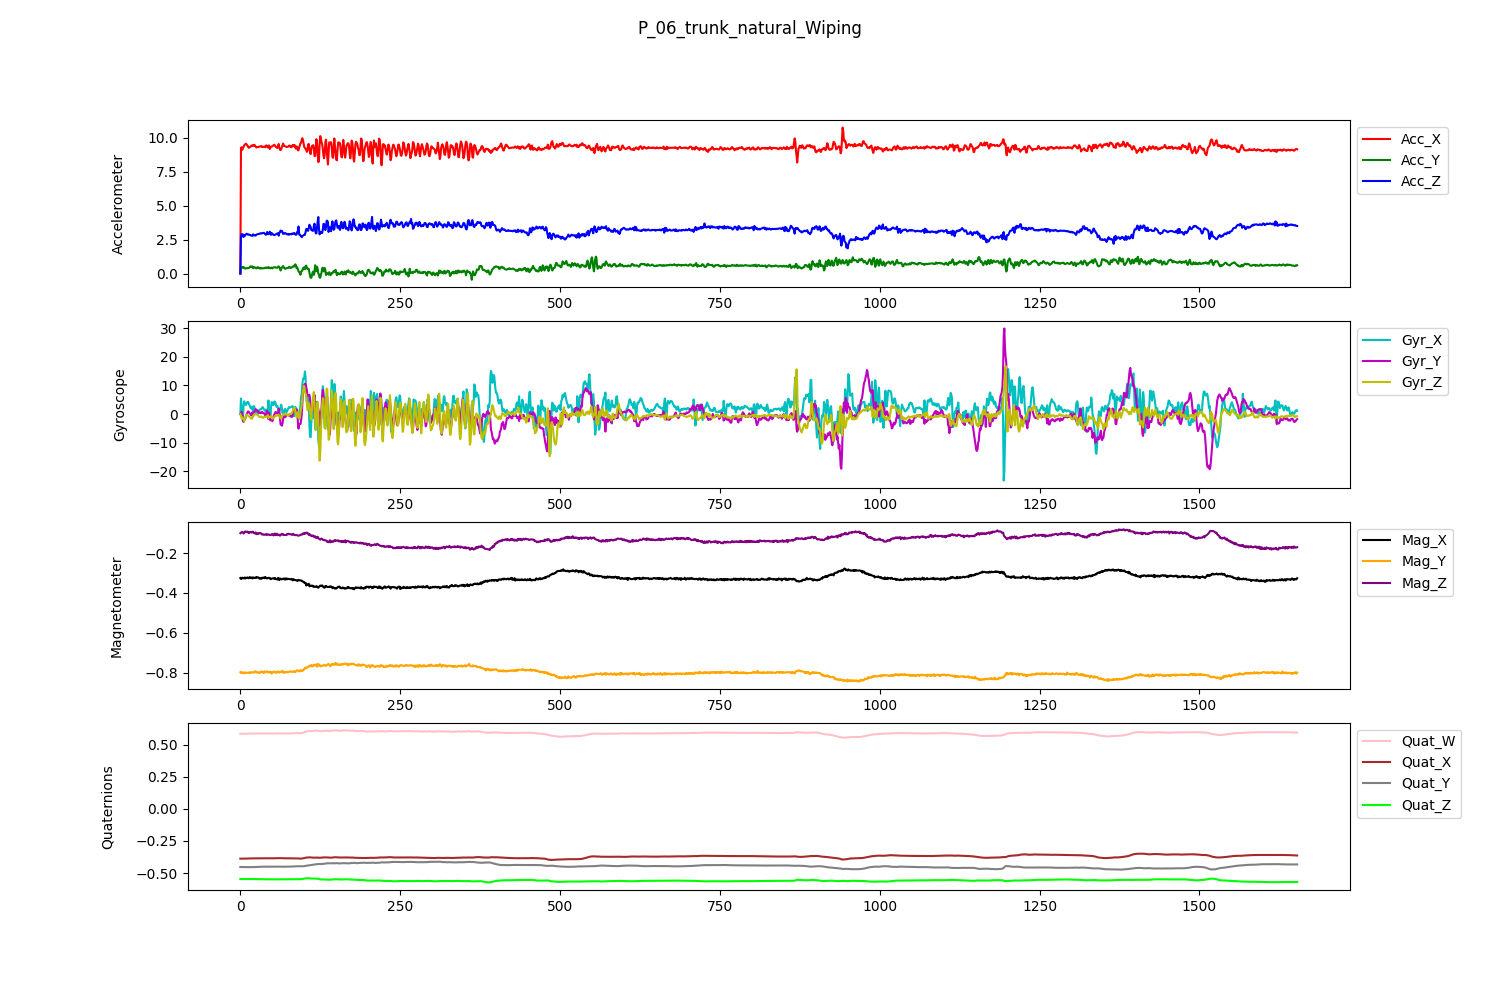 P_06_trunk_natural_Wiping
Accelerometer
10.0
7.5
5.0
2.5
0.0
0 250 500 750 1000 1250 1500
Acc_X
Acc_Y
Acc_Z
Gyroscope
30
20
10
0
−10
−20
0 250 500 750 1000 1250 1500
Gyr_X
Gyr_Y
Gyr_Z
Magnetometer
−0.2
−0.4
−0.6
−0.8
0 250 500 750 1000 1250 1500
Mag_X
Mag_Y
Mag_Z
Quaternions
0.50
0.25
0.00
−0.25
−0.50
0 250 500 750 1000 1250 1500
Quat_W
Quat_X
Quat_Y
Quat_Z